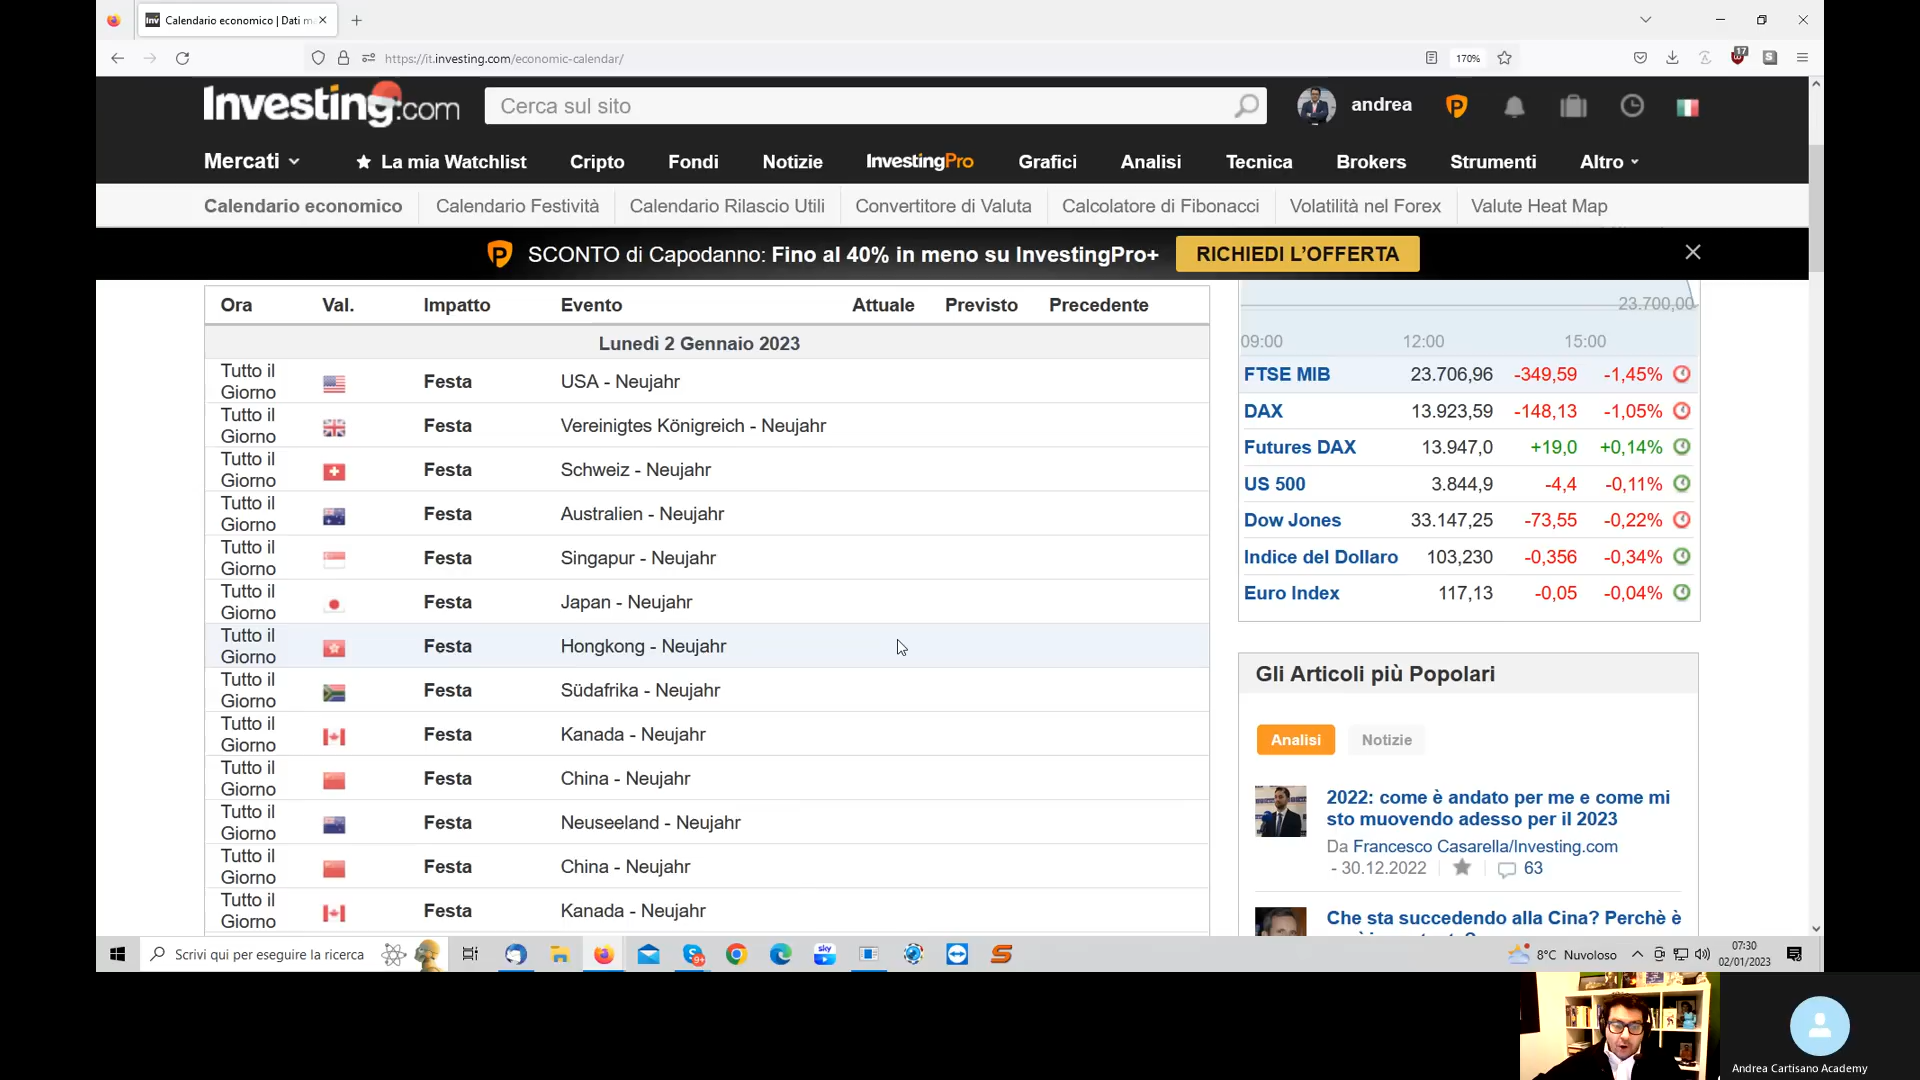 Calendario economico | Dati m
https://it.investing.com/economic-calendar/
170%
17
Investing.com
Cerca sul sito
andrea
Mercati
La mia Watchlist
Cripto
Fondi
Notizie
InvestingPro
Grafici
Analisi
Tecnica
Brokers
Strumenti
Altro
Calendario economico
Calendario Festività
Calendario Rilascio Utili
Convertitore di Valuta
Calcolatore di Fibonacci
Volatilità nel Forex
Valute Heat Map
SCONTO di Capodanno: Fino al 40% in meno su InvestingPro+
RICHIEDI L'OFFERTA
Ora Val. Impatto Evento Attuale Previsto Precedente
Lunedì 2 Gennaio 2023
Tutto il Giorno Festa USA - Neujahr
Tutto il Giorno Festa Vereinigtes Königreich - Neujahr
Tutto il Giorno Festa Schweiz - Neujahr
Tutto il Giorno Festa Australien - Neujahr
Tutto il Giorno Festa Singapur - Neujahr
Tutto il Giorno Festa Japan - Neujahr
Tutto il Giorno Festa Hongkong - Neujahr
Tutto il Giorno Festa Südafrika - Neujahr
Tutto il Giorno Festa Kanada - Neujahr
Tutto il Giorno Festa China - Neujahr
Tutto il Giorno Festa Neuseeland - Neujahr
Tutto il Giorno Festa China - Neujahr
Tutto il Giorno Festa Kanada - Neujahr
23.700,00
09:00 12:00 15:00
FTSE MIB 23.706,96 -349,59 -1,45%
DAX 13.923,59 -148,13 -1,05%
Futures DAX 13.947,0 +19,0 +0,14%
US 500 3.844,9 -4,4 -0,11%
Dow Jones 33.147,25 -73,55 -0,22%
Indice del Dollaro 103,230 -0,356 -0,34%
Euro Index 117,13 -0,05 -0,04%
Gli Articoli più Popolari
Analisi Notizie
2022: come è andato per me e come mi
sto muovendo adesso per il 2023
Da Francesco Casarella/Investing.com
- 30.12.2022 63
Che sta succedendo alla Cina? Perchè è
Scrivi qui per eseguire la ricerca
sky
8°C Nuvoloso
07:30
02/01/2023
Andrea Cartisano Academy